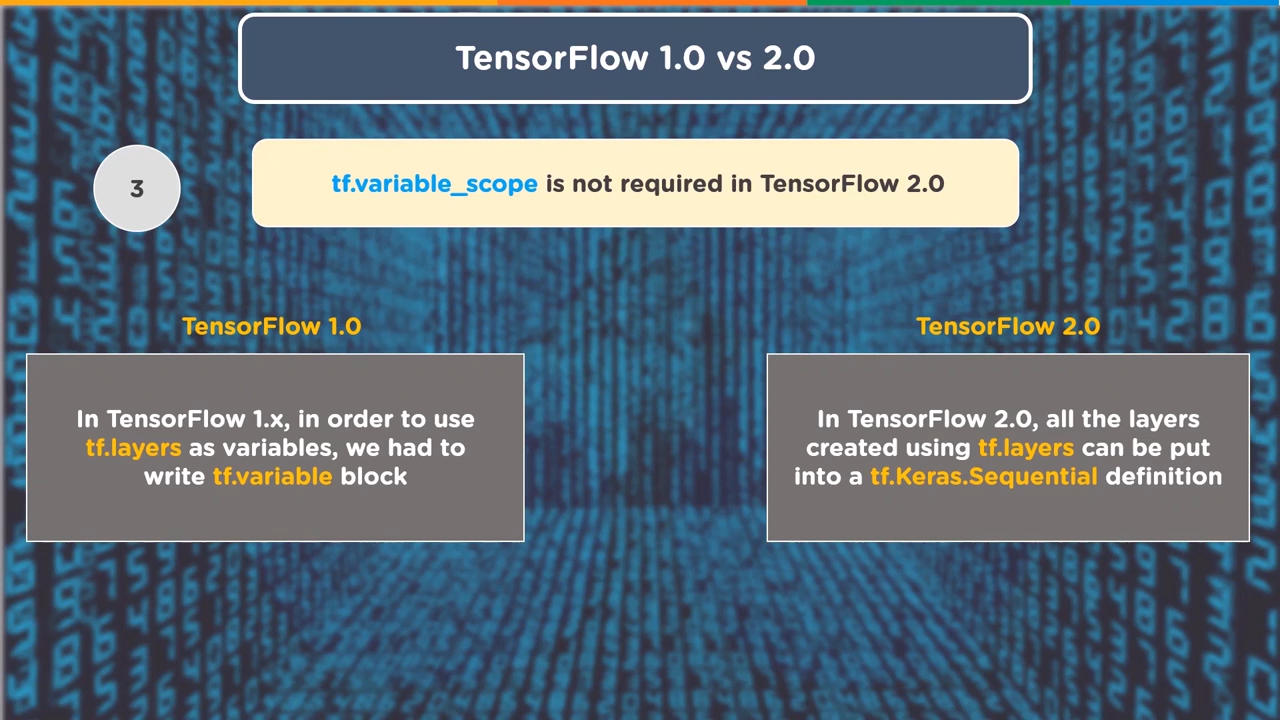 TensorFlow 1.0 vs 2.0
3
tf.variable_scope is not required in TensorFlow 2.0
TensorFlow 1.0
In TensorFlow 1.x, in order to use
tf.layers as variables, we had to
write tf.variable block
TensorFlow 2.0
In TensorFlow 2.0, all the layers
created using tf.layers can be put
into a tf.Keras.Sequential definition